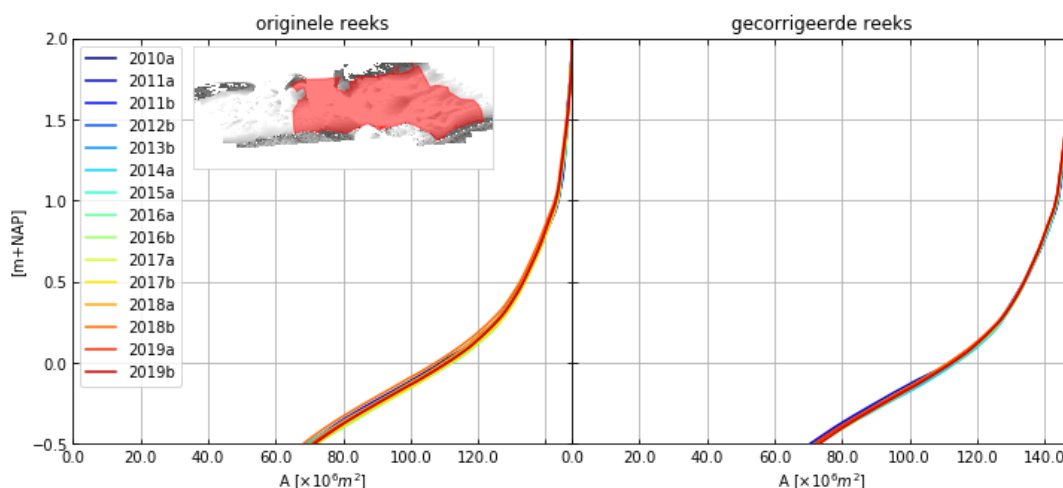 originele reeks
gecorrigeerde reeks
2.0
1.5
1.0
0.5
0.0
−0.5
[m+NAP]
2010a
2011a
2011b
2012b
2013b
2014a
2015a
2016a
2016b
2017a
2017b
2018a
2018b
2019a
2019b
0.0 20.0 40.0 60.0 80.0 100.0 120.0 0.0 20.0 40.0 60.0 80.0 100.0 120.0 140.0
A [×10⁶m²]
A [×10⁶m²]